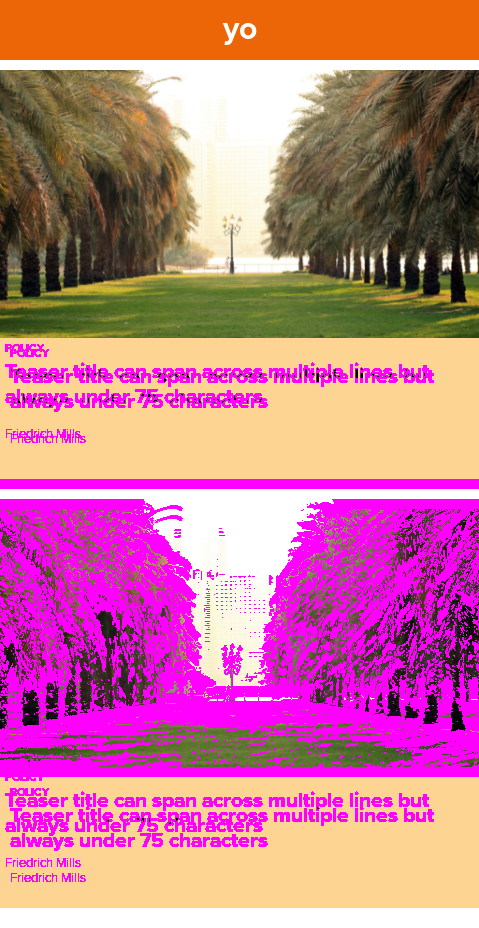 yo
POLICY
POLICY
Teaser title can span across multiple lines but
Teaser title can span across multiple lines but
always under 75 characters
always under 75 characters
Friedrich Mills
Friedrich Mills
POLICY
POLICY
Teaser title can span across multiple lines but
Teaser title can span across multiple lines but
always under 75 characters
always under 75 characters
Friedrich Mills
Friedrich Mills